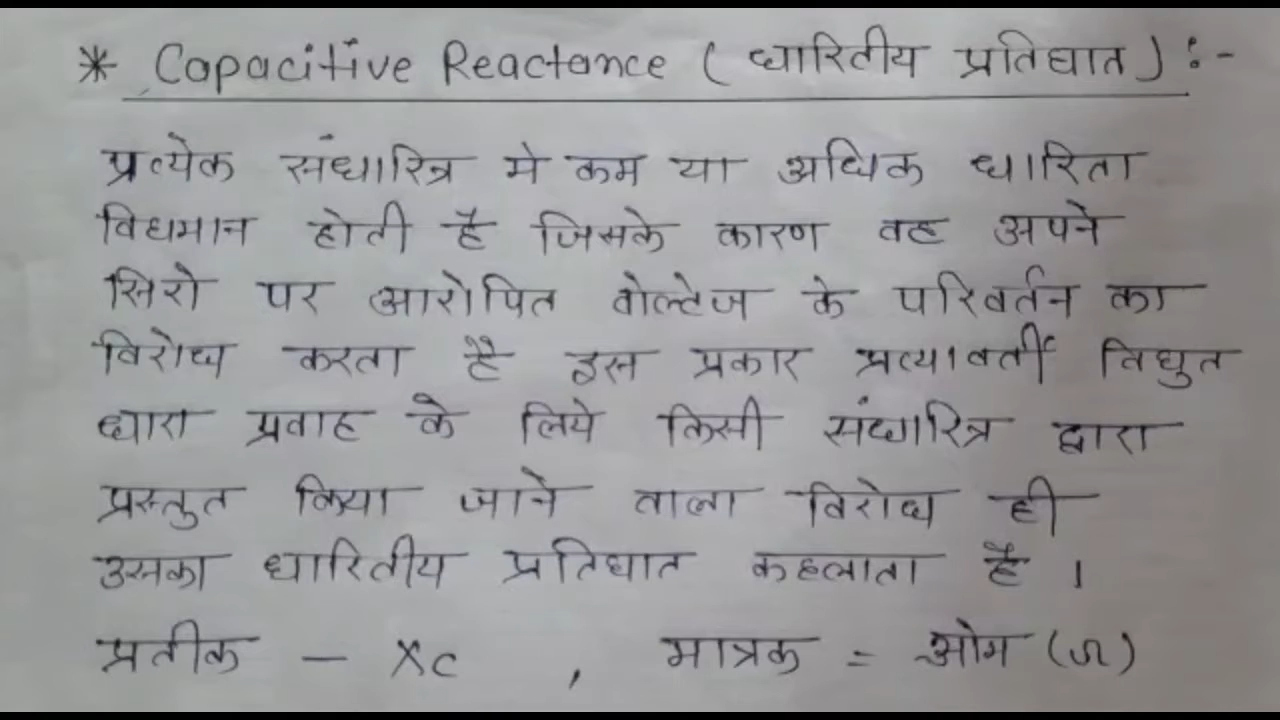 * Capacitive Reactance ( धारितीय प्रतिघात ) :-
प्रत्येक संधारित्र मे कम या अधिक धारिता
विद्यमान होती है जिसके कारण वह अपने
सिरो पर आरोपित वोल्टेज के परिवर्तन का
विरोध करता है इस प्रकार प्रत्यावर्ती विद्युत
धारा प्रवाह के लिये किसी संधारित्र द्वारा
प्रस्तुत किया जाने वाला विरोध ही
उसका धारितीय प्रतिघात कहलाता है ।
प्रतीक - Xc , मात्रक = ओम (Ω)